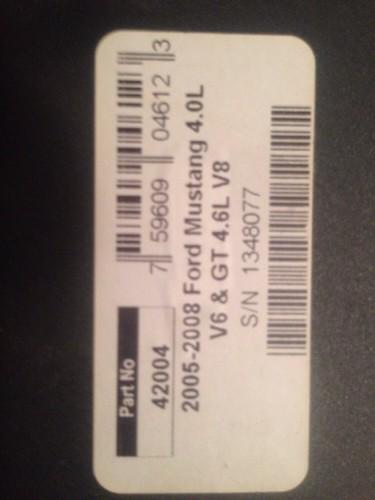 Part No
42004
7 59609 04612 3
2005-2008 Ford Mustang 4.0L
V6 & GT 4.6L V8
S/N 1348077